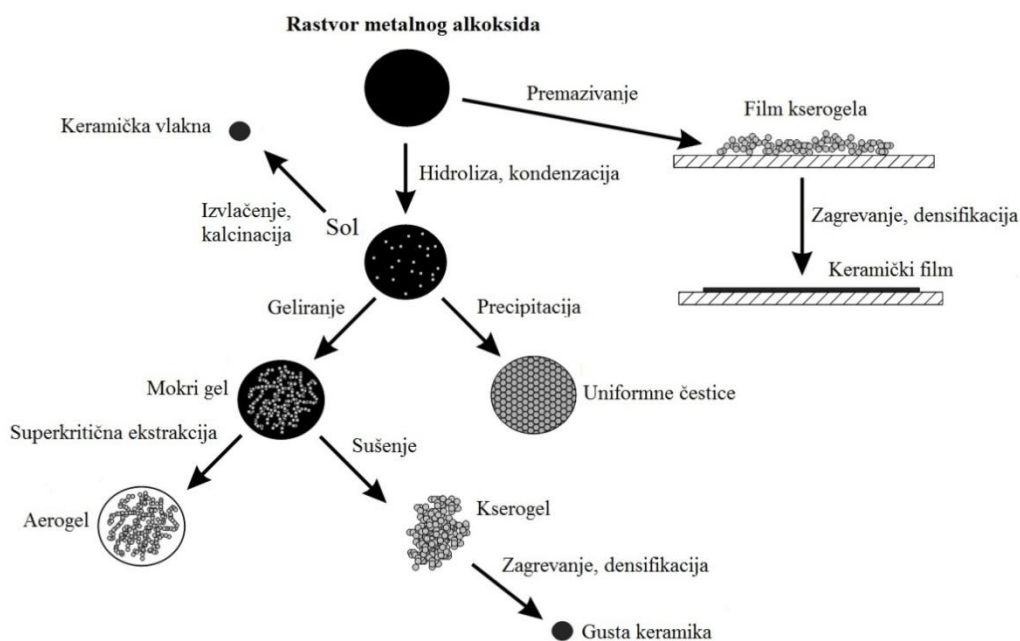 Rastvor metalnog alkoksida
Premazivanje
Film kserogela
Keramička vlakna
Hidroliza, kondenzacija
Izvlačenje,
kalcinacija
Sol
Zagrevanje, densifikacija
Keramički film
Geliranje
Precipitacija
Mokri gel
Uniformne čestice
Superkritična ekstrakcija
Sušenje
Aerogel
Kserogel
Zagrevanje, densifikacija
Gusta keramika